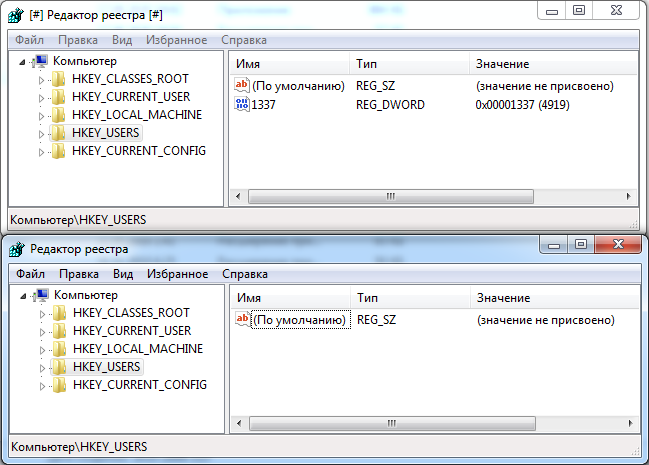 [#] Редактор реестра [#]
Файл Правка Вид Избранное Справка
Компьютер
HKEY_CLASSES_ROOT
HKEY_CURRENT_USER
HKEY_LOCAL_MACHINE
HKEY_USERS
HKEY_CURRENT_CONFIG
Имя Тип Значение
(По умолчанию) REG_SZ (значение не присвоено)
1337 REG_DWORD 0x00001337 (4919)
Компьютер\HKEY_USERS
Редактор реестра
Файл Правка Вид Избранное Справка
Компьютер
HKEY_CLASSES_ROOT
HKEY_CURRENT_USER
HKEY_LOCAL_MACHINE
HKEY_USERS
HKEY_CURRENT_CONFIG
Имя Тип Значение
(По умолчанию) REG_SZ (значение не присвоено)
Компьютер\HKEY_USERS